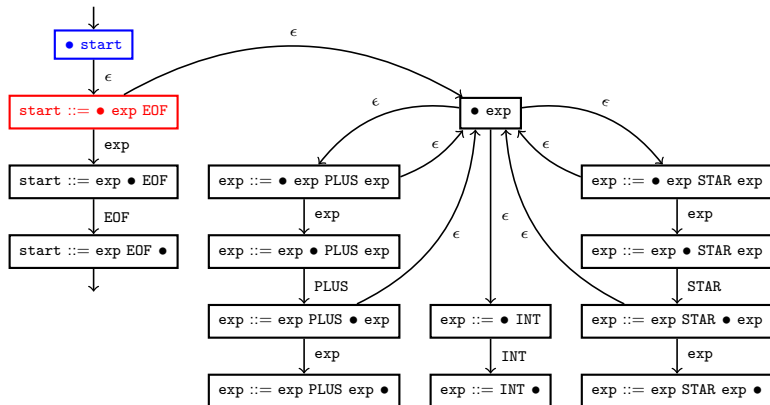 ● start
ϵ
ϵ
start ::= ● exp EOF
● exp
ϵ
ϵ
exp
ϵ
ϵ
start ::= exp ● EOF
exp ::= ● exp PLUS exp
exp ::= ● exp STAR exp
EOF
exp
exp
ϵ
ϵ
ϵ
start ::= exp EOF ●
exp ::= exp ● PLUS exp
exp ::= exp ● STAR exp
PLUS
STAR
exp ::= exp PLUS ● exp
exp ::= ● INT
exp ::= exp STAR ● exp
exp
INT
exp
exp ::= exp PLUS exp ●
exp ::= INT ●
exp ::= exp STAR exp ●